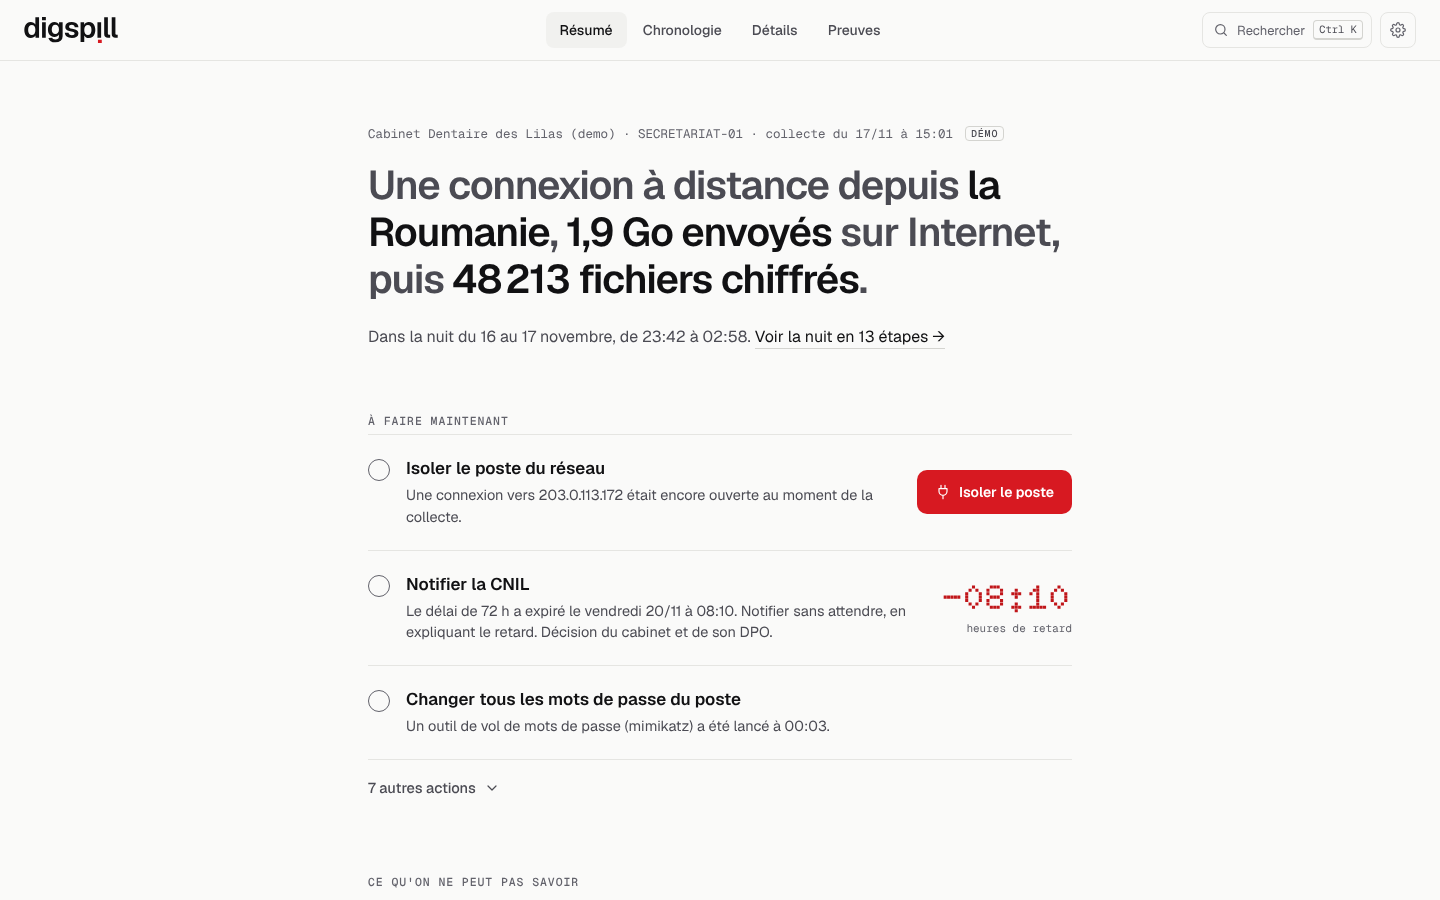 digspill
Résumé
Chronologie
Détails
Preuves
Rechercher
Ctrl K
Cabinet Dentaire des Lilas (demo) · SECRETARIAT-01 · collecte du 17/11 à 15:01
DÉMO
Une connexion à distance depuis la
Roumanie, 1,9 Go envoyés sur Internet,
puis 48 213 fichiers chiffrés.
Dans la nuit du 16 au 17 novembre, de 23:42 à 02:58. Voir la nuit en 13 étapes →
À FAIRE MAINTENANT
Isoler le poste du réseau
Une connexion vers 203.0.113.172 était encore ouverte au moment de la
collecte.
Isoler le poste
Notifier la CNIL
Le délai de 72 h a expiré le vendredi 20/11 à 08:10. Notifier sans attendre, en
expliquant le retard. Décision du cabinet et de son DPO.
−08:10
heures de retard
Changer tous les mots de passe du poste
Un outil de vol de mots de passe (mimikatz) a été lancé à 00:03.
7 autres actions
CE QU'ON NE PEUT PAS SAVOIR